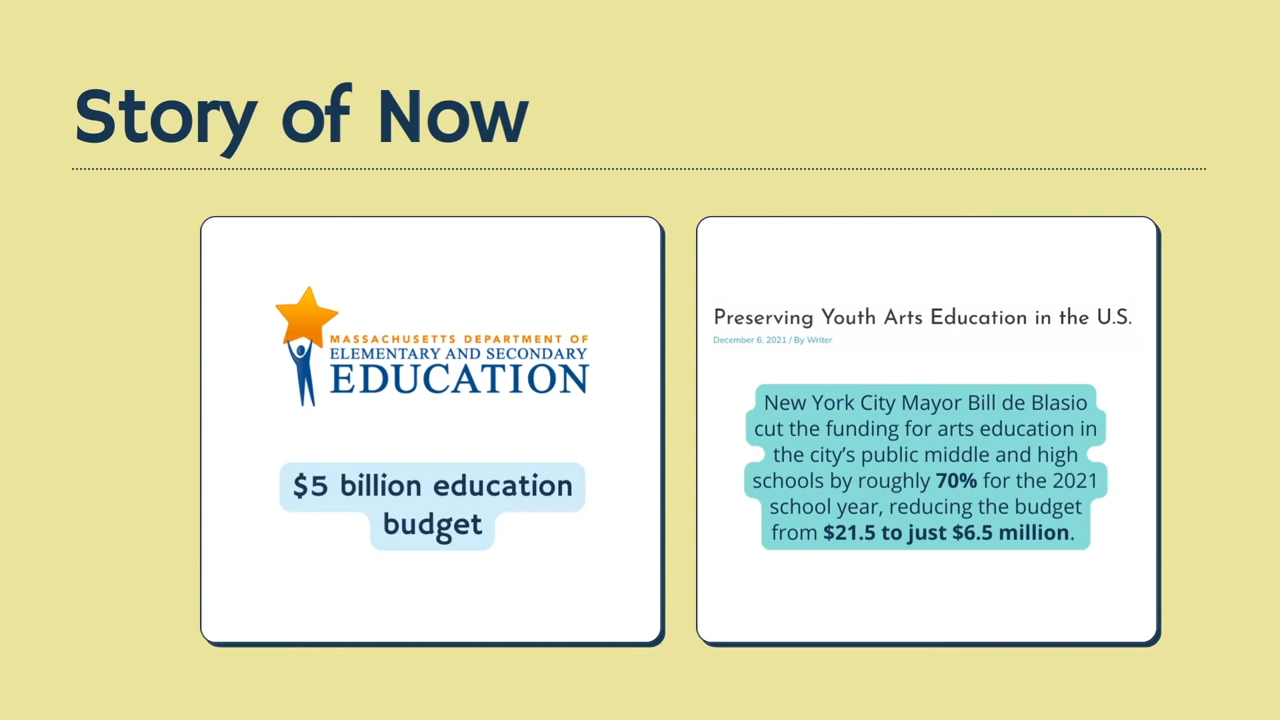 Story of Now
MASSACHUSETTS DEPARTMENT OF
ELEMENTARY AND SECONDARY
EDUCATION
$5 billion education
budget
Preserving Youth Arts Education in the U.S.
December 6, 2021 / By Writer
New York City Mayor Bill de Blasio
cut the funding for arts education in
the city’s public middle and high
schools by roughly 70% for the 2021
school year, reducing the budget
from $21.5 to just $6.5 million.